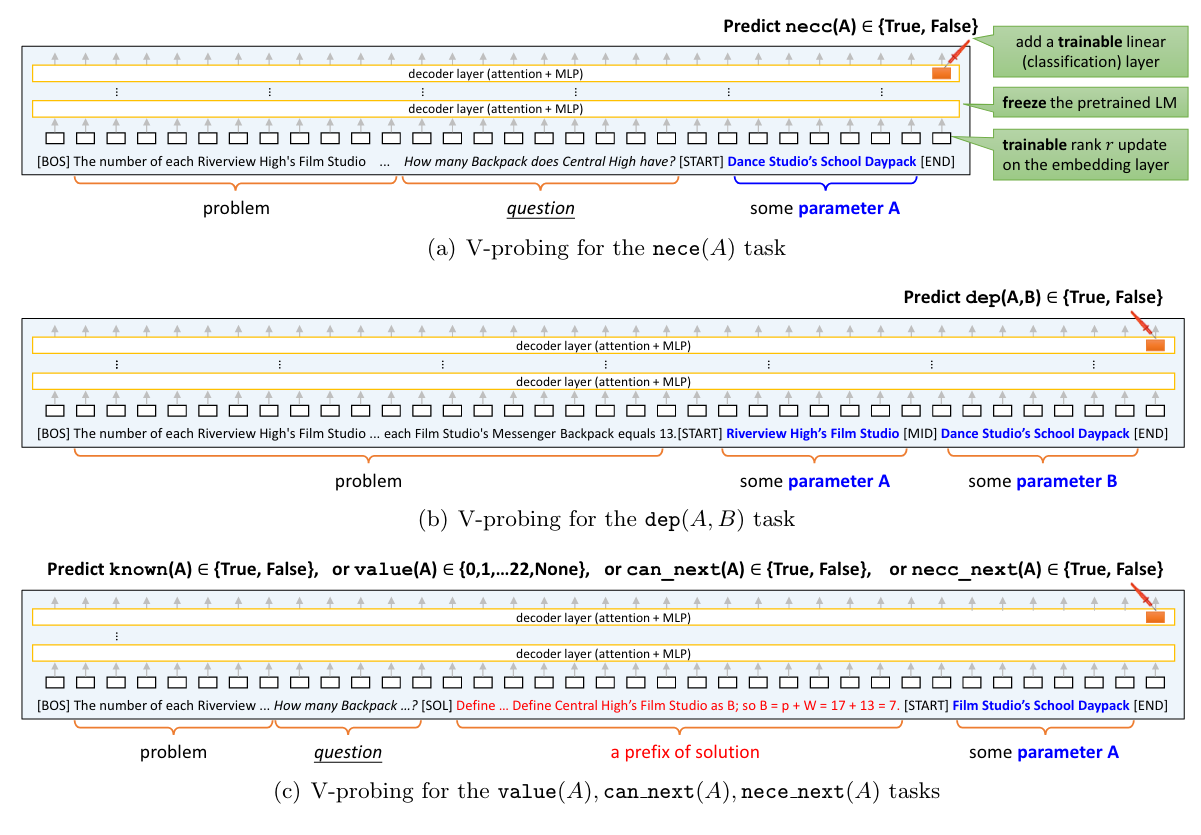 Predict necc(A) ∈ {True, False}
add a trainable linear
(classification) layer
decoder layer (attention + MLP)
⋮ ⋮ ⋮ ⋮ ⋮ ⋮
decoder layer (attention + MLP)
freeze the pretrained LM
trainable rank r update
on the embedding layer
[BOS] The number of each Riverview High's Film Studio ... How many Backpack does Central High have? [START] Dance Studio's School Daypack [END]
problem
question
some parameter A
(a) V-probing for the nece(A) task
Predict dep(A,B) ∈ {True, False}
decoder layer (attention + MLP)
⋮ ⋮ ⋮ ⋮ ⋮ ⋮ ⋮
decoder layer (attention + MLP)
[BOS] The number of each Riverview High's Film Studio ... each Film Studio's Messenger Backpack equals 13.[START] Riverview High's Film Studio [MID] Dance Studio's School Daypack [END]
problem
some parameter A
some parameter B
(b) V-probing for the dep(A, B) task
Predict known(A) ∈ {True, False}, or value(A) ∈ {0,1,...22,None}, or can_next(A) ∈ {True, False}, or necc_next(A) ∈ {True, False}
decoder layer (attention + MLP)
⋮
decoder layer (attention + MLP)
[BOS] The number of each Riverview ... How many Backpack ...? [SOL] Define ... Define Central High's Film Studio as B; so B = p + W = 17 + 13 = 7. [START] Film Studio's School Daypack [END]
problem
question
a prefix of solution
some parameter A
(c) V-probing for the value(A), can_next(A), nece_next(A) tasks